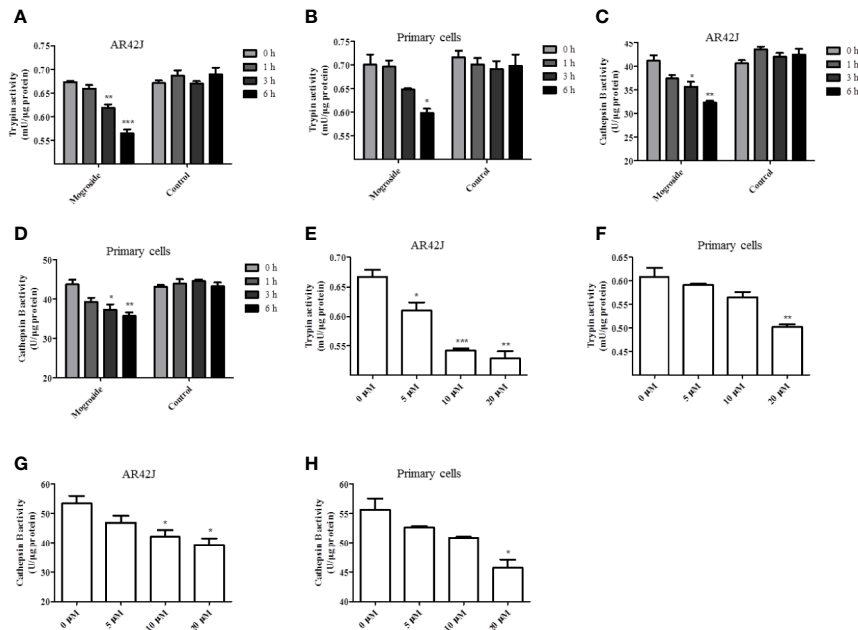 A
AR42J
Trypin activity
(mU/μg protein)
0.75
0.70
0.65
0.60
0.55
**
***
Mogroside
Control
0 h
1 h
3 h
6 h
B
Primary cells
Trypin activity
(mU/μg protein)
0.75
0.70
0.65
0.60
0.55
*
Mogroside
Control
0 h
1 h
3 h
6 h
C
AR42J
Cathepsin B activity
(U/μg protein)
45
40
35
30
25
20
*
**
Mogroside
Control
0 h
1 h
3 h
6 h
D
Primary cells
Cathepsin B activity
(U/μg protein)
50
40
30
20
*
**
Mogroside
Control
0 h
1 h
3 h
6 h
E
AR42J
Trypin activity
(mU/μg protein)
0.70
0.65
0.60
0.55
*
***
**
0 μM
5 μM
10 μM
20 μM
F
Primary cells
Trypin activity
(mU/μg protein)
0.65
0.60
0.55
0.50
0.45
**
0 μM
5 μM
10 μM
20 μM
G
AR42J
Cathepsin B activity
(U/μg protein)
60
50
40
30
20
*
*
0 μM
5 μM
10 μM
20 μM
H
Primary cells
Cathepsin B activity
(U/μg protein)
60
55
50
45
40
*
0 μM
5 μM
10 μM
20 μM